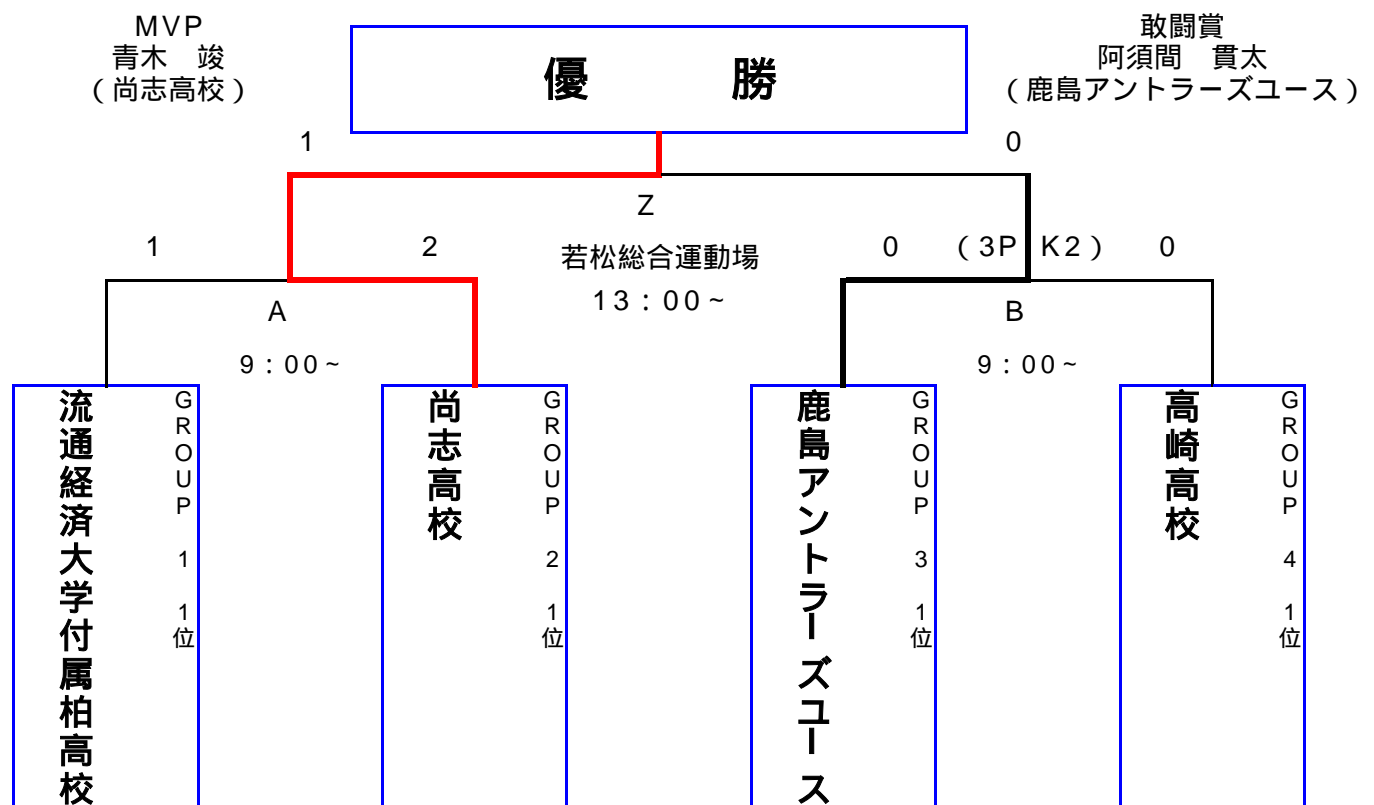 MVP
青木　竣
（尚志高校）
優　勝
敢闘賞
阿須間　貫太
（鹿島アントラーズユース）
1
0
Z
1
2
若松総合運動場
0
（3PK2）
0
13：00～
A
B
9：00～
9：00～
流通経済大学付属柏高校
GROUP 1 1位
尚志高校
GROUP 2 1位
鹿島アントラーズユース
GROUP 3 1位
高崎高校
GROUP 4 1位